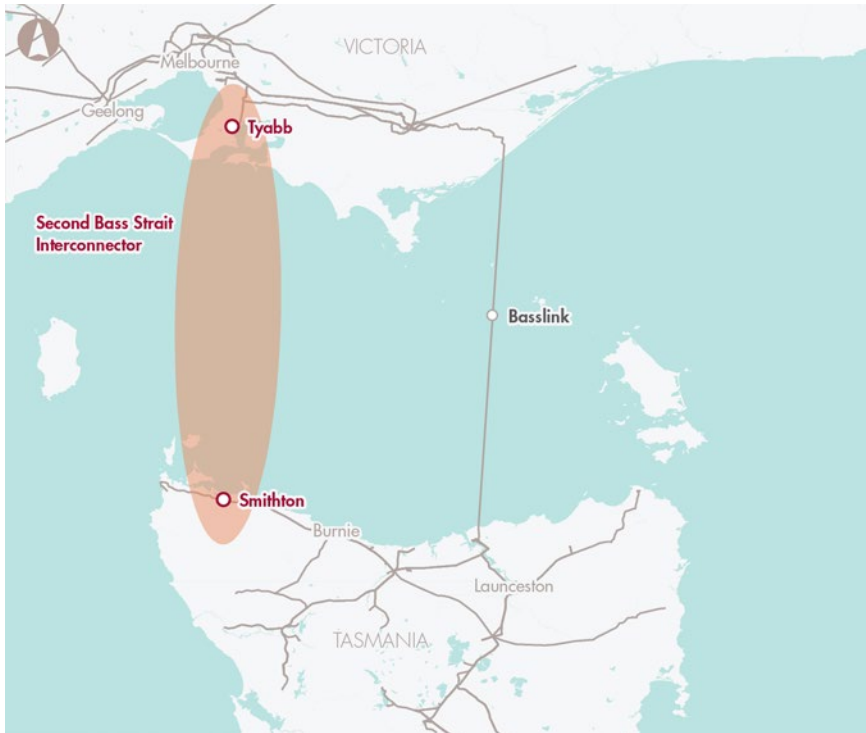 VICTORIA
Melbourne
Geelong
Tyabb
Second Bass Strait
Interconnector
Basslink
Smithton
Burnie
Launceston
TASMANIA